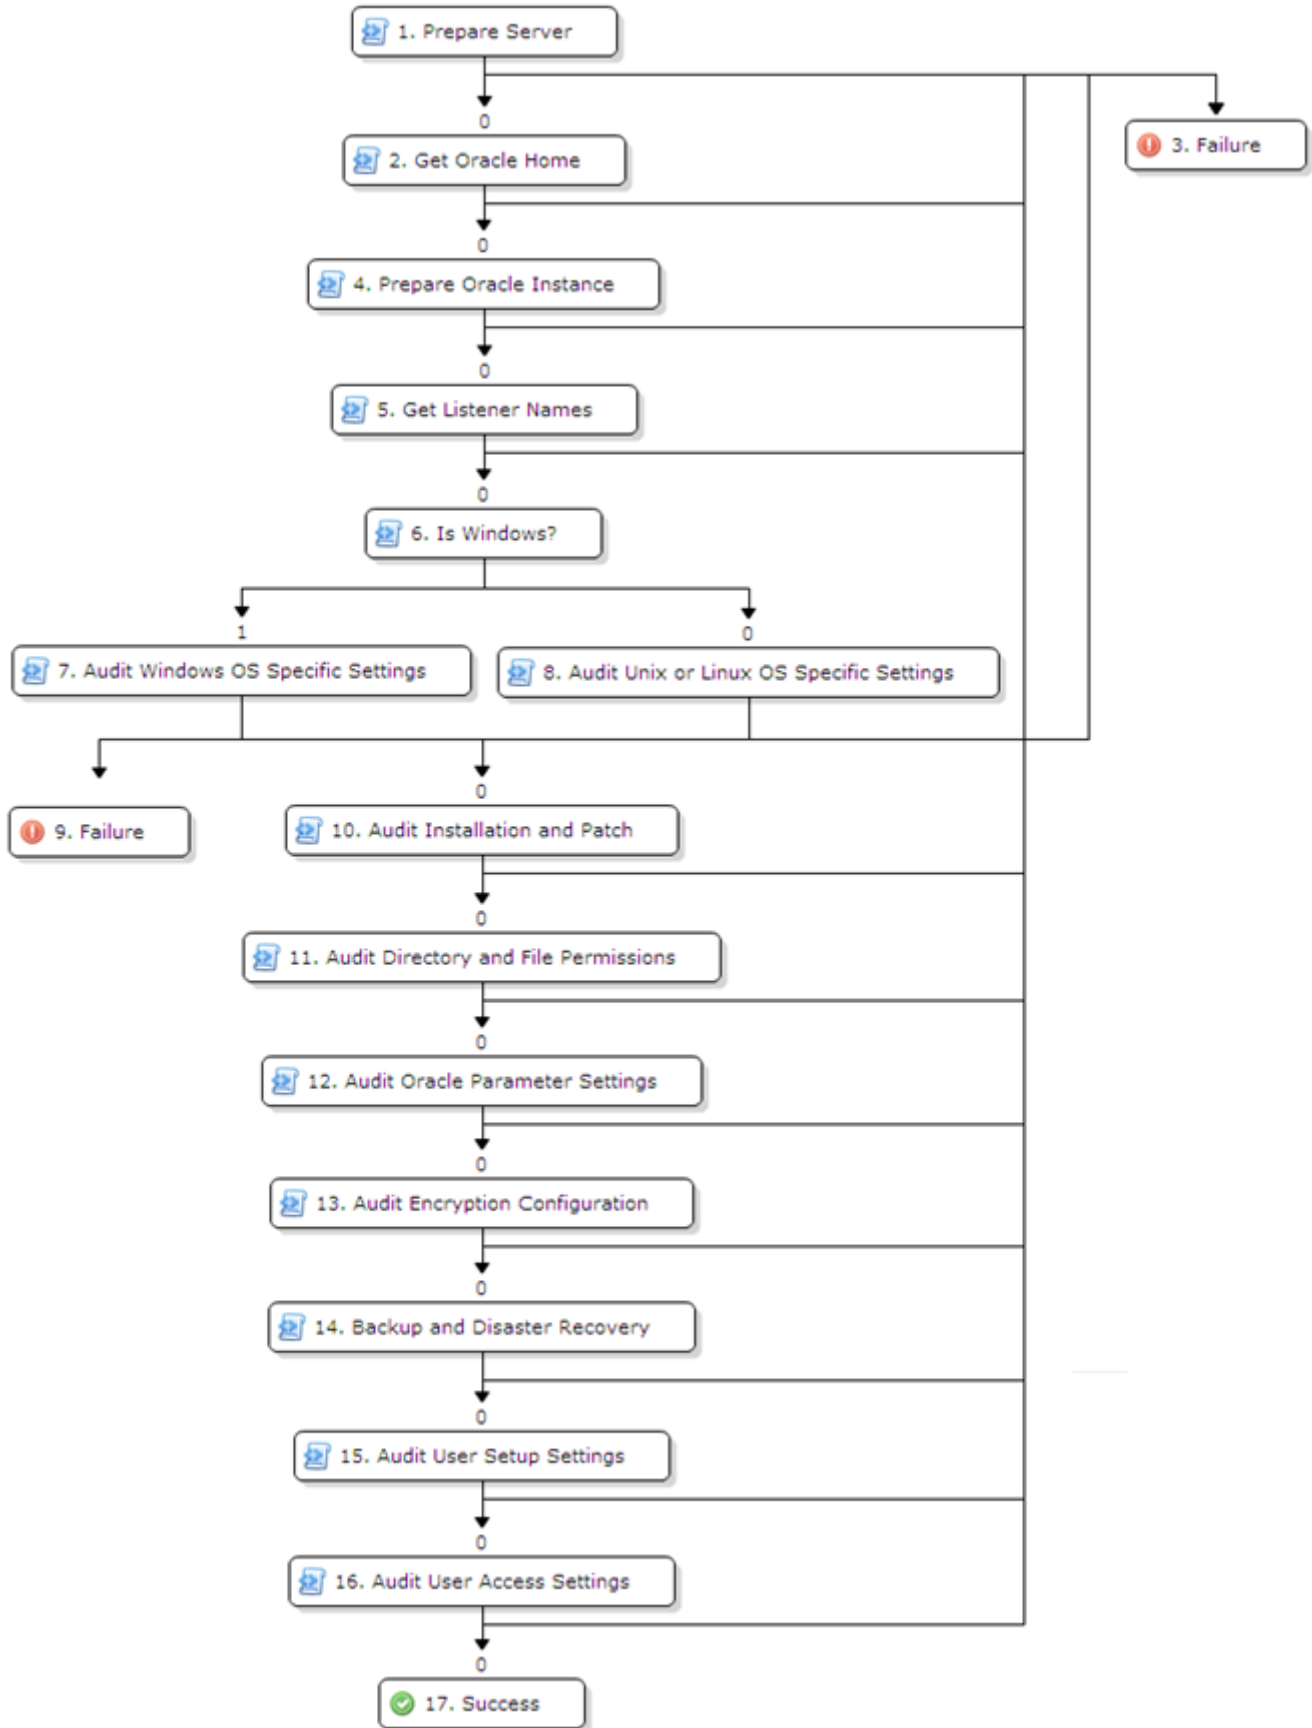 1. Prepare Server
0
2. Get Oracle Home
3. Failure
0
4. Prepare Oracle Instance
0
5. Get Listener Names
0
6. Is Windows?
1
0
7. Audit Windows OS Specific Settings
8. Audit Unix or Linux OS Specific Settings
0
9. Failure
10. Audit Installation and Patch
0
11. Audit Directory and File Permissions
0
12. Audit Oracle Parameter Settings
0
13. Audit Encryption Configuration
0
14. Backup and Disaster Recovery
0
15. Audit User Setup Settings
0
16. Audit User Access Settings
0
17. Success